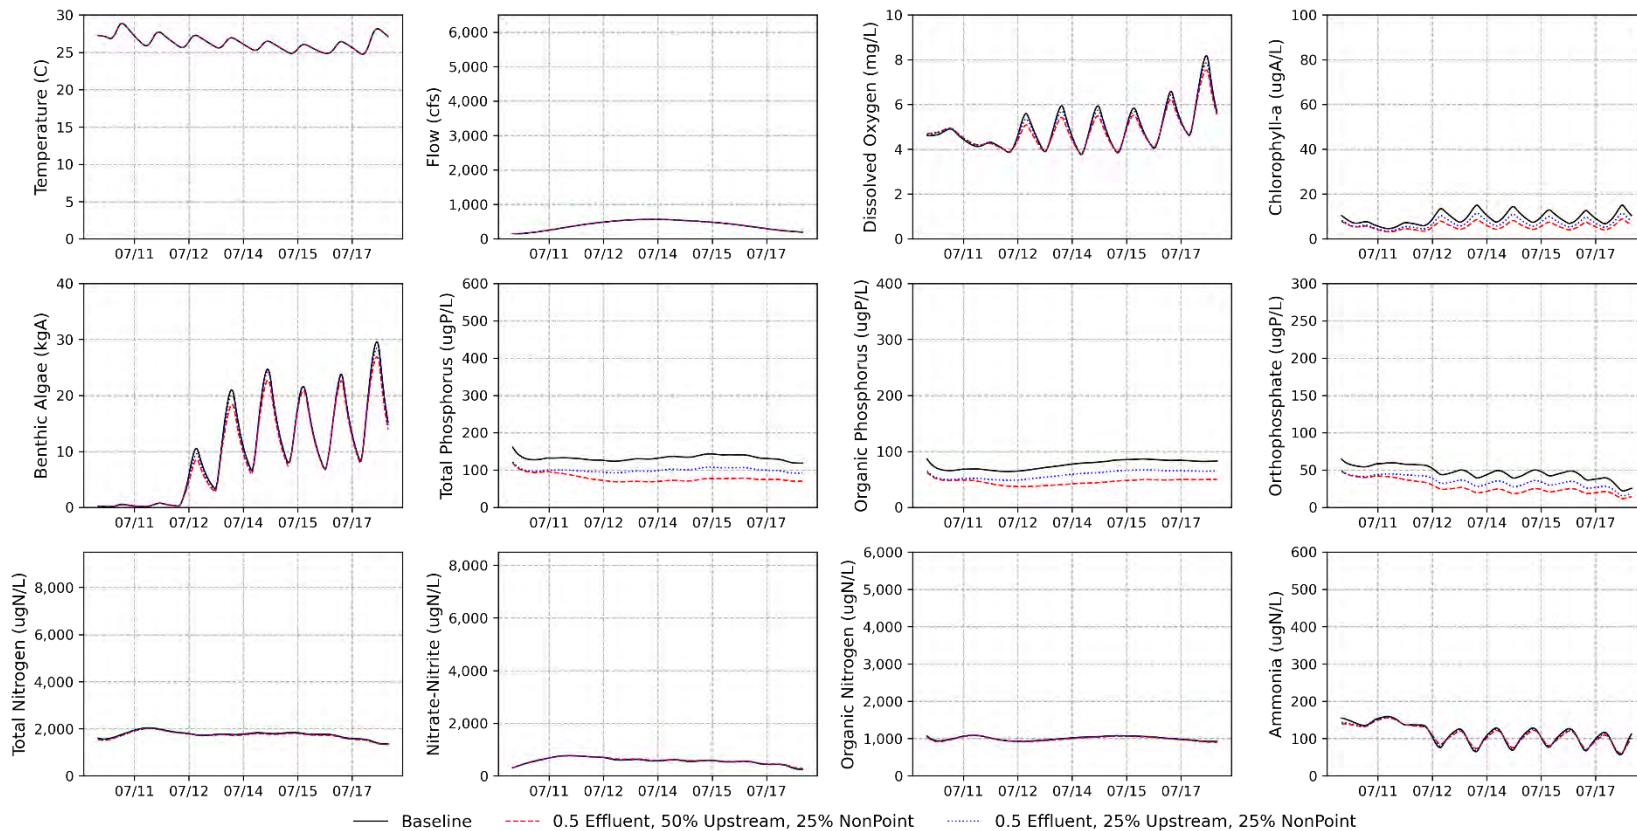 Temperature (C)
30
25
20
15
10
5
0
07/11 07/12 07/14 07/15 07/17
Flow (cfs)
6,000
5,000
4,000
3,000
2,000
1,000
0
07/11 07/12 07/14 07/15 07/17
Dissolved Oxygen (mg/L)
10
8
6
4
2
0
07/11 07/12 07/14 07/15 07/17
Chlorophyll-a (ugA/L)
100
80
60
40
20
0
07/11 07/12 07/14 07/15 07/17
Benthic Algae (kgA)
40
30
20
10
0
07/11 07/12 07/14 07/15 07/17
Total Phosphorus (ugP/L)
600
500
400
300
200
100
0
07/11 07/12 07/14 07/15 07/17
Organic Phosphorus (ugP/L)
400
300
200
100
0
07/11 07/12 07/14 07/15 07/17
Orthophosphate (ugP/L)
300
250
200
150
100
50
0
07/11 07/12 07/14 07/15 07/17
Total Nitrogen (ugN/L)
8,000
6,000
4,000
2,000
0
07/11 07/12 07/14 07/15 07/17
Nitrate-Nitrite (ugN/L)
8,000
6,000
4,000
2,000
0
07/11 07/12 07/14 07/15 07/17
Organic Nitrogen (ugN/L)
6,000
5,000
4,000
3,000
2,000
1,000
0
07/11 07/12 07/14 07/15 07/17
Ammonia (ugN/L)
600
500
400
300
200
100
0
07/11 07/12 07/14 07/15 07/17
Baseline 0.5 Effluent, 50% Upstream, 25% NonPoint 0.5 Effluent, 25% Upstream, 25% NonPoint